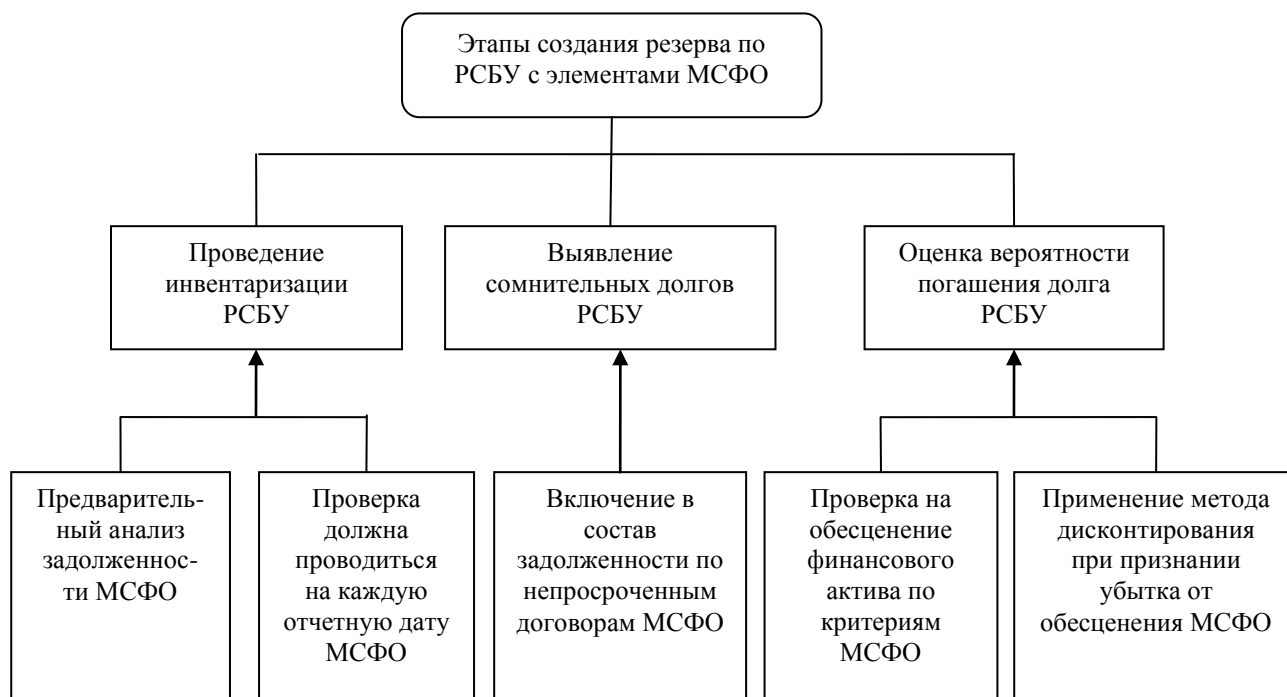 Этапы создания резерва по
РСБУ с элементами МСФО
Проведение
инвентаризации
РСБУ
Выявление
сомнительных долгов
РСБУ
Оценка вероятности
погашения долга
РСБУ
Предваритель-
ный анализ
задолженнос-
ти МСФО
Проверка
должна
проводиться
на каждую
отчетную дату
МСФО
Включение в
состав
задолженности по
непросроченным
договорам МСФО
Проверка на
обесценение
финансового
актива по
критериям
МСФО
Применение метода
дисконтирования
при признании
убытка от
обесценения МСФО